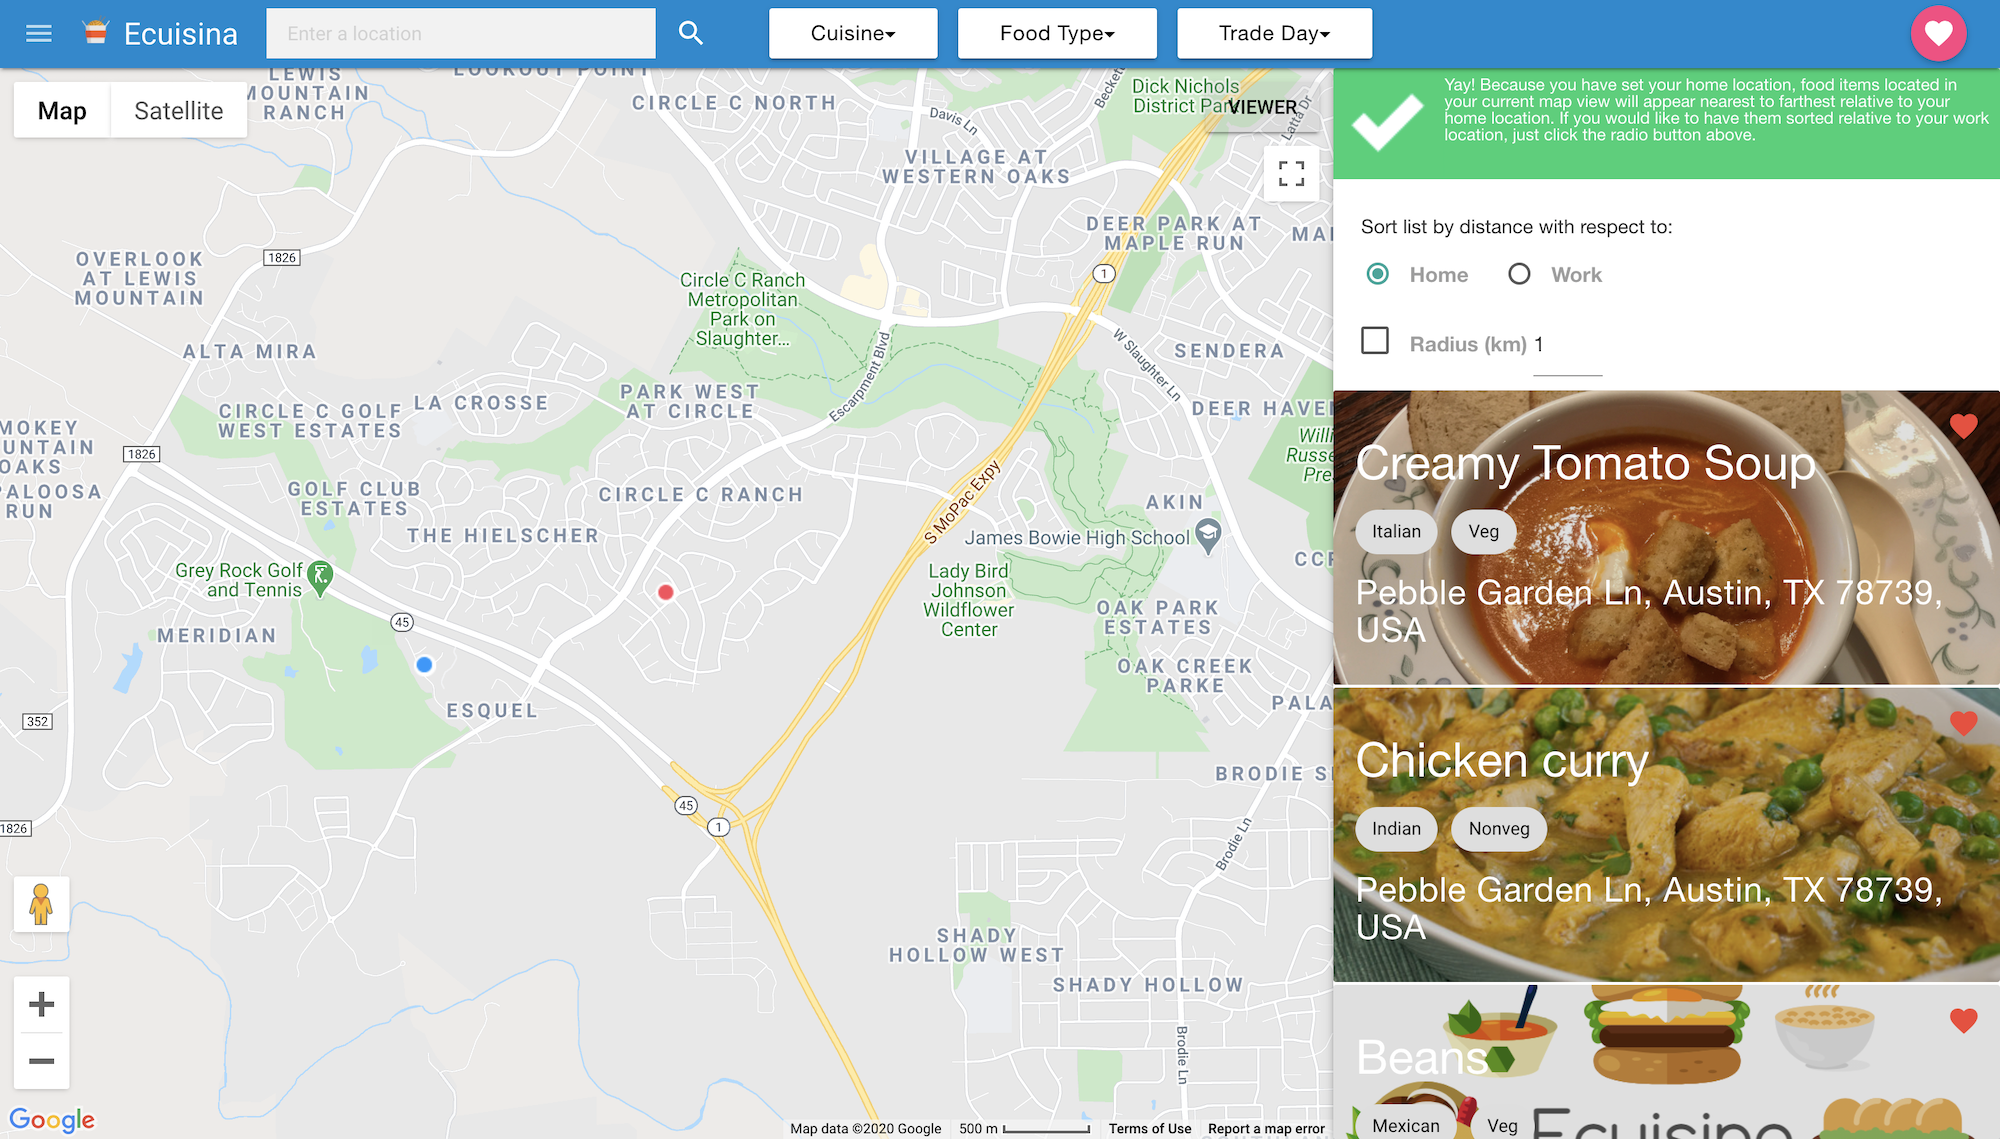 Ecuisina
Enter a location
Cuisine▾
Food Type▾
Trade Day▾
Map
Satellite
VIEWER
LEWIS
MOUNTAIN
RANCH
LOOKOUT POINT
CIRCLE C NORTH
Davis Ln
Dick Nichols
District Par
Latta Dr
VILLAGE AT
WESTERN OAKS
DEER PARK AT
MAPLE RUN
OVERLOOK
AT LEWIS
MOUNTAIN
1826
1
Circle C Ranch
Metropolitan
Park on
Slaughter...
ALTA MIRA
Escarpment Blvd
W Slaughter Ln
SENDERA
PARK WEST
AT CIRCLE
LA CROSSE
CIRCLE C GOLF
WEST ESTATES
DEER HAVE
MOKEY
UNTAIN
OAKS
1826
PALOOSA
RUN
Willi
Russe
Pre
GOLF CLUB
ESTATES
CIRCLE C RANCH
S MoPac Expy
AKIN
THE HIELSCHER
James Bowie High School
Grey Rock Golf
and Tennis
Lady Bird
Johnson
Wildflower
Center
OAK PARK
ESTATES
45
MERIDIAN
OAK CREEK
PARKE
ESQUEL
352
PALA
BRODIE S
45
1
1826
Brodie Ln
SHADY
HOLLOW WEST
SHADY HOLLOW
Brodie Ln
Google
Map data ©2020 Google
500 m
Terms of Use
Report a map error
Yay! Because you have set your home location, food items located in
your current map view will appear nearest to farthest relative to your
home location. If you would like to have them sorted relative to your work
location, just click the radio button above.
Sort list by distance with respect to:
Home
Work
Radius (km) 1
Creamy Tomato Soup
Italian
Veg
Pebble Garden Ln, Austin, TX 78739,
USA
Chicken curry
Indian
Nonveg
Pebble Garden Ln, Austin, TX 78739,
USA
Beans
Mexican
Veg
Ecuisina